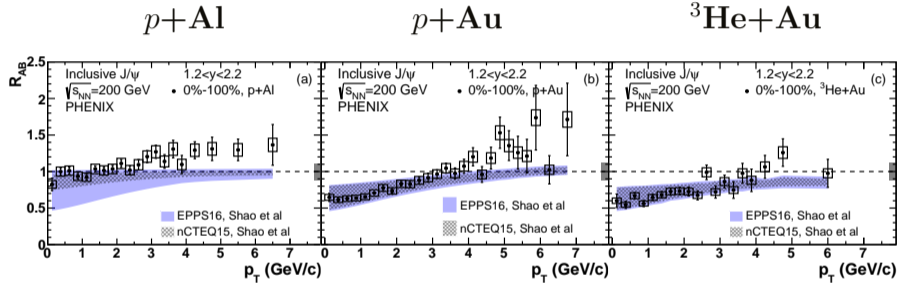 p+Al
p+Au
³He+Au
R_AB
2.5
2
1.5
1
0.5
0
Inclusive J/ψ
√s_NN=200 GeV
PHENIX
1.2<y<2.2
• 0%-100%, p+Al
(a)
EPPS16, Shao et al
nCTEQ15, Shao et al
0 1 2 3 4 5 6 7
p_T (GeV/c)
Inclusive J/ψ
√s_NN=200 GeV
PHENIX
1.2<y<2.2
• 0%-100%, p+Au
(b)
EPPS16, Shao et al
nCTEQ15, Shao et al
0 1 2 3 4 5 6 7
p_T (GeV/c)
Inclusive J/ψ
√s_NN=200 GeV
PHENIX
1.2<y<2.2
• 0%-100%, ³He+Au
(c)
EPPS16, Shao et al
nCTEQ15, Shao et al
0 1 2 3 4 5 6 7
p_T (GeV/c)